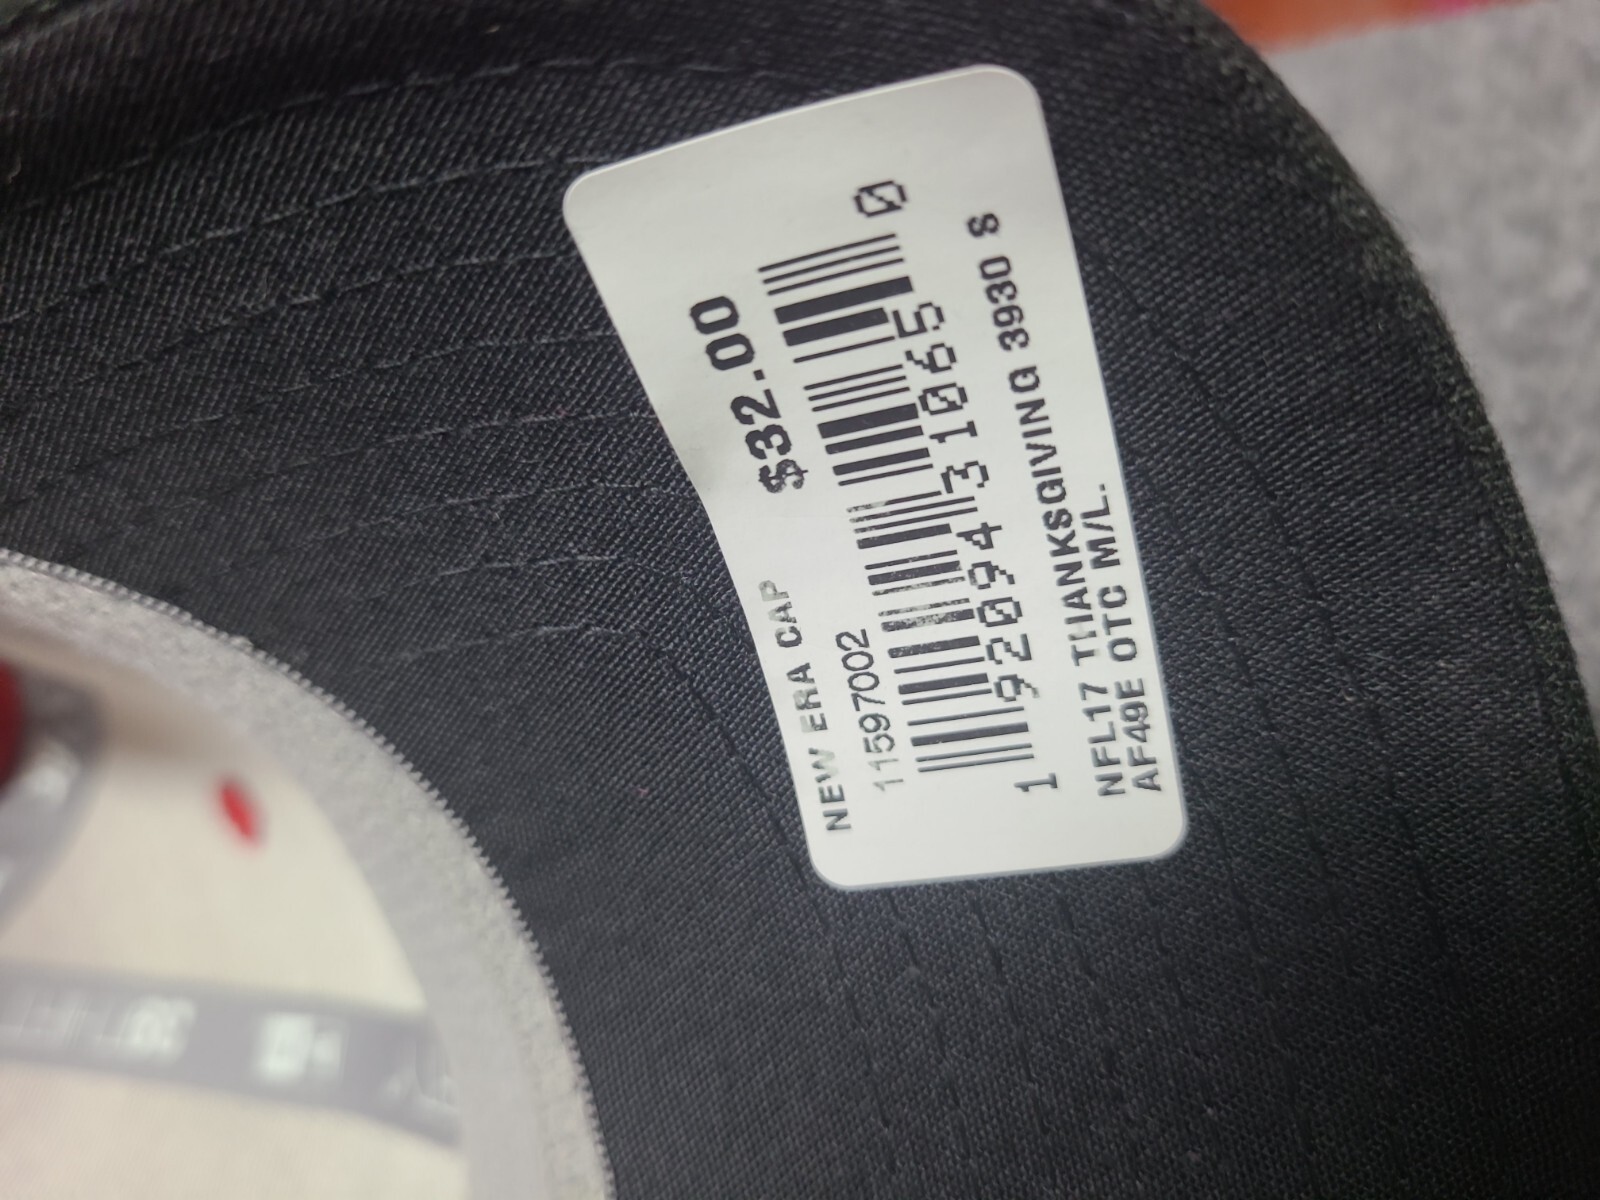 NEW ERA CAP $32.00
11597002
1 92094 31065 0
NFL17 THANKSGIVING 3930 S
AF49E OTC M/L.